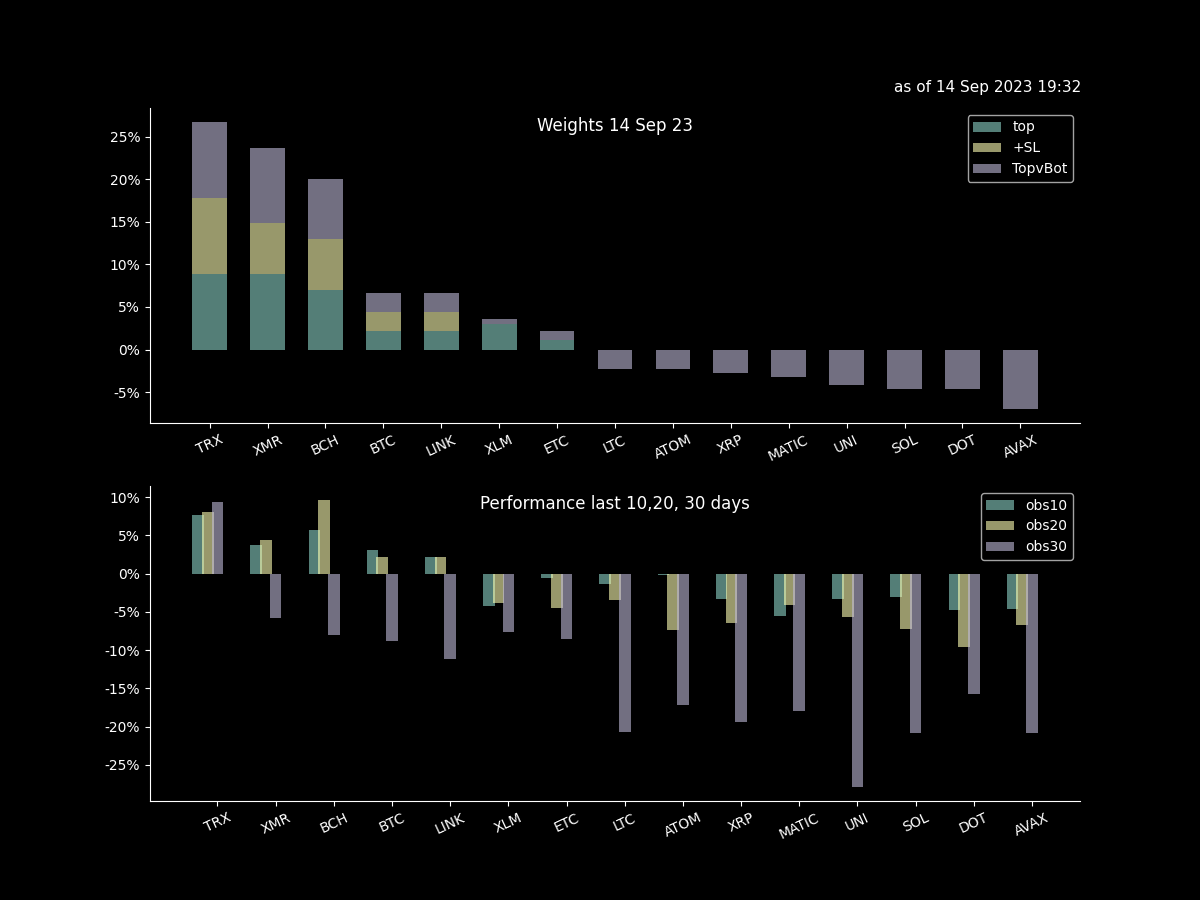 as of 14 Sep 2023 19:32
Weights 14 Sep 23
top
+SL
TopvBot
25%
20%
15%
10%
5%
0%
-5%
TRX XMR BCH BTC LINK XLM ETC LTC ATOM XRP MATIC UNI SOL DOT AVAX
Performance last 10,20, 30 days
obs10
obs20
obs30
10%
5%
0%
-5%
-10%
-15%
-20%
-25%
TRX XMR BCH BTC LINK XLM ETC LTC ATOM XRP MATIC UNI SOL DOT AVAX